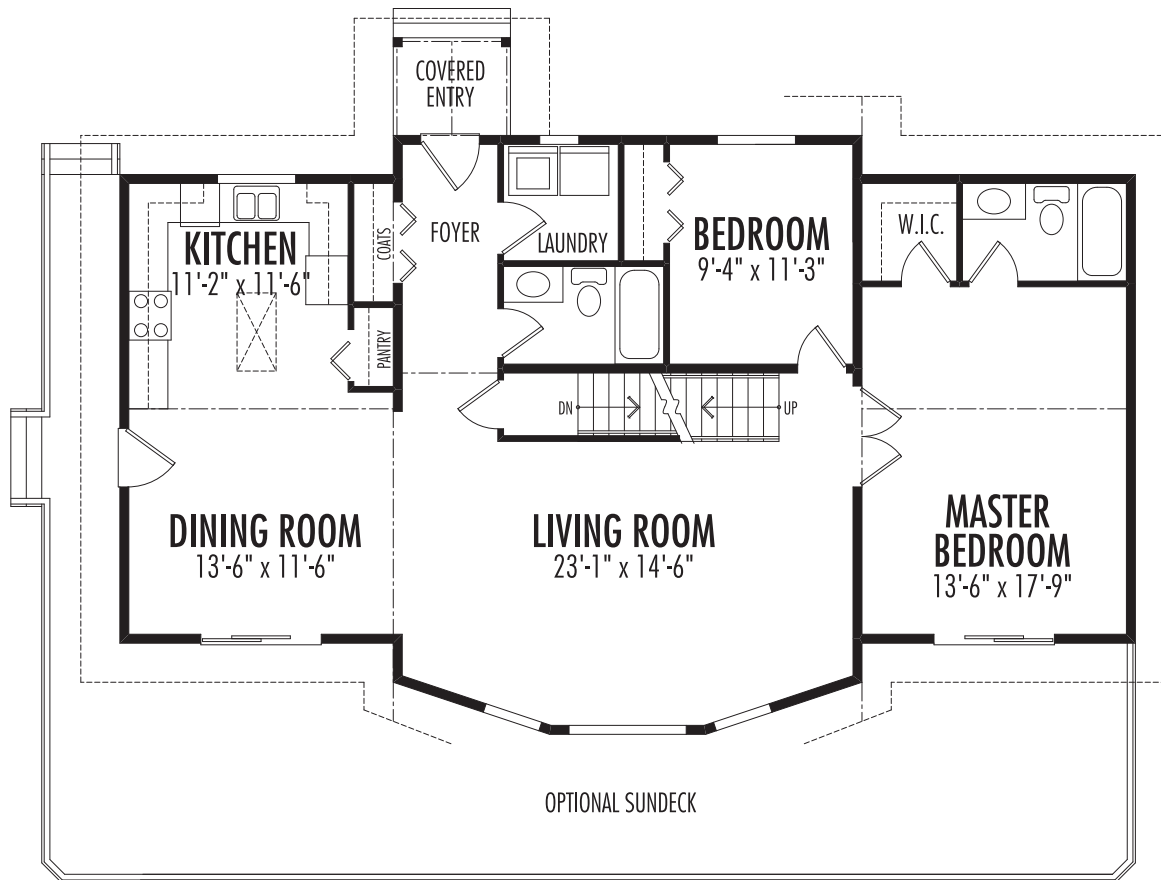 COVERED
ENTRY
KITCHEN
11'-2" x 11'-6"
COATS
FOYER
LAUNDRY
BEDROOM
9'-4" x 11'-3"
W.I.C.
PANTRY
DN
UP
DINING ROOM
13'-6" x 11'-6"
LIVING ROOM
23'-1" x 14'-6"
MASTER
BEDROOM
13'-6" x 17'-9"
OPTIONAL SUNDECK